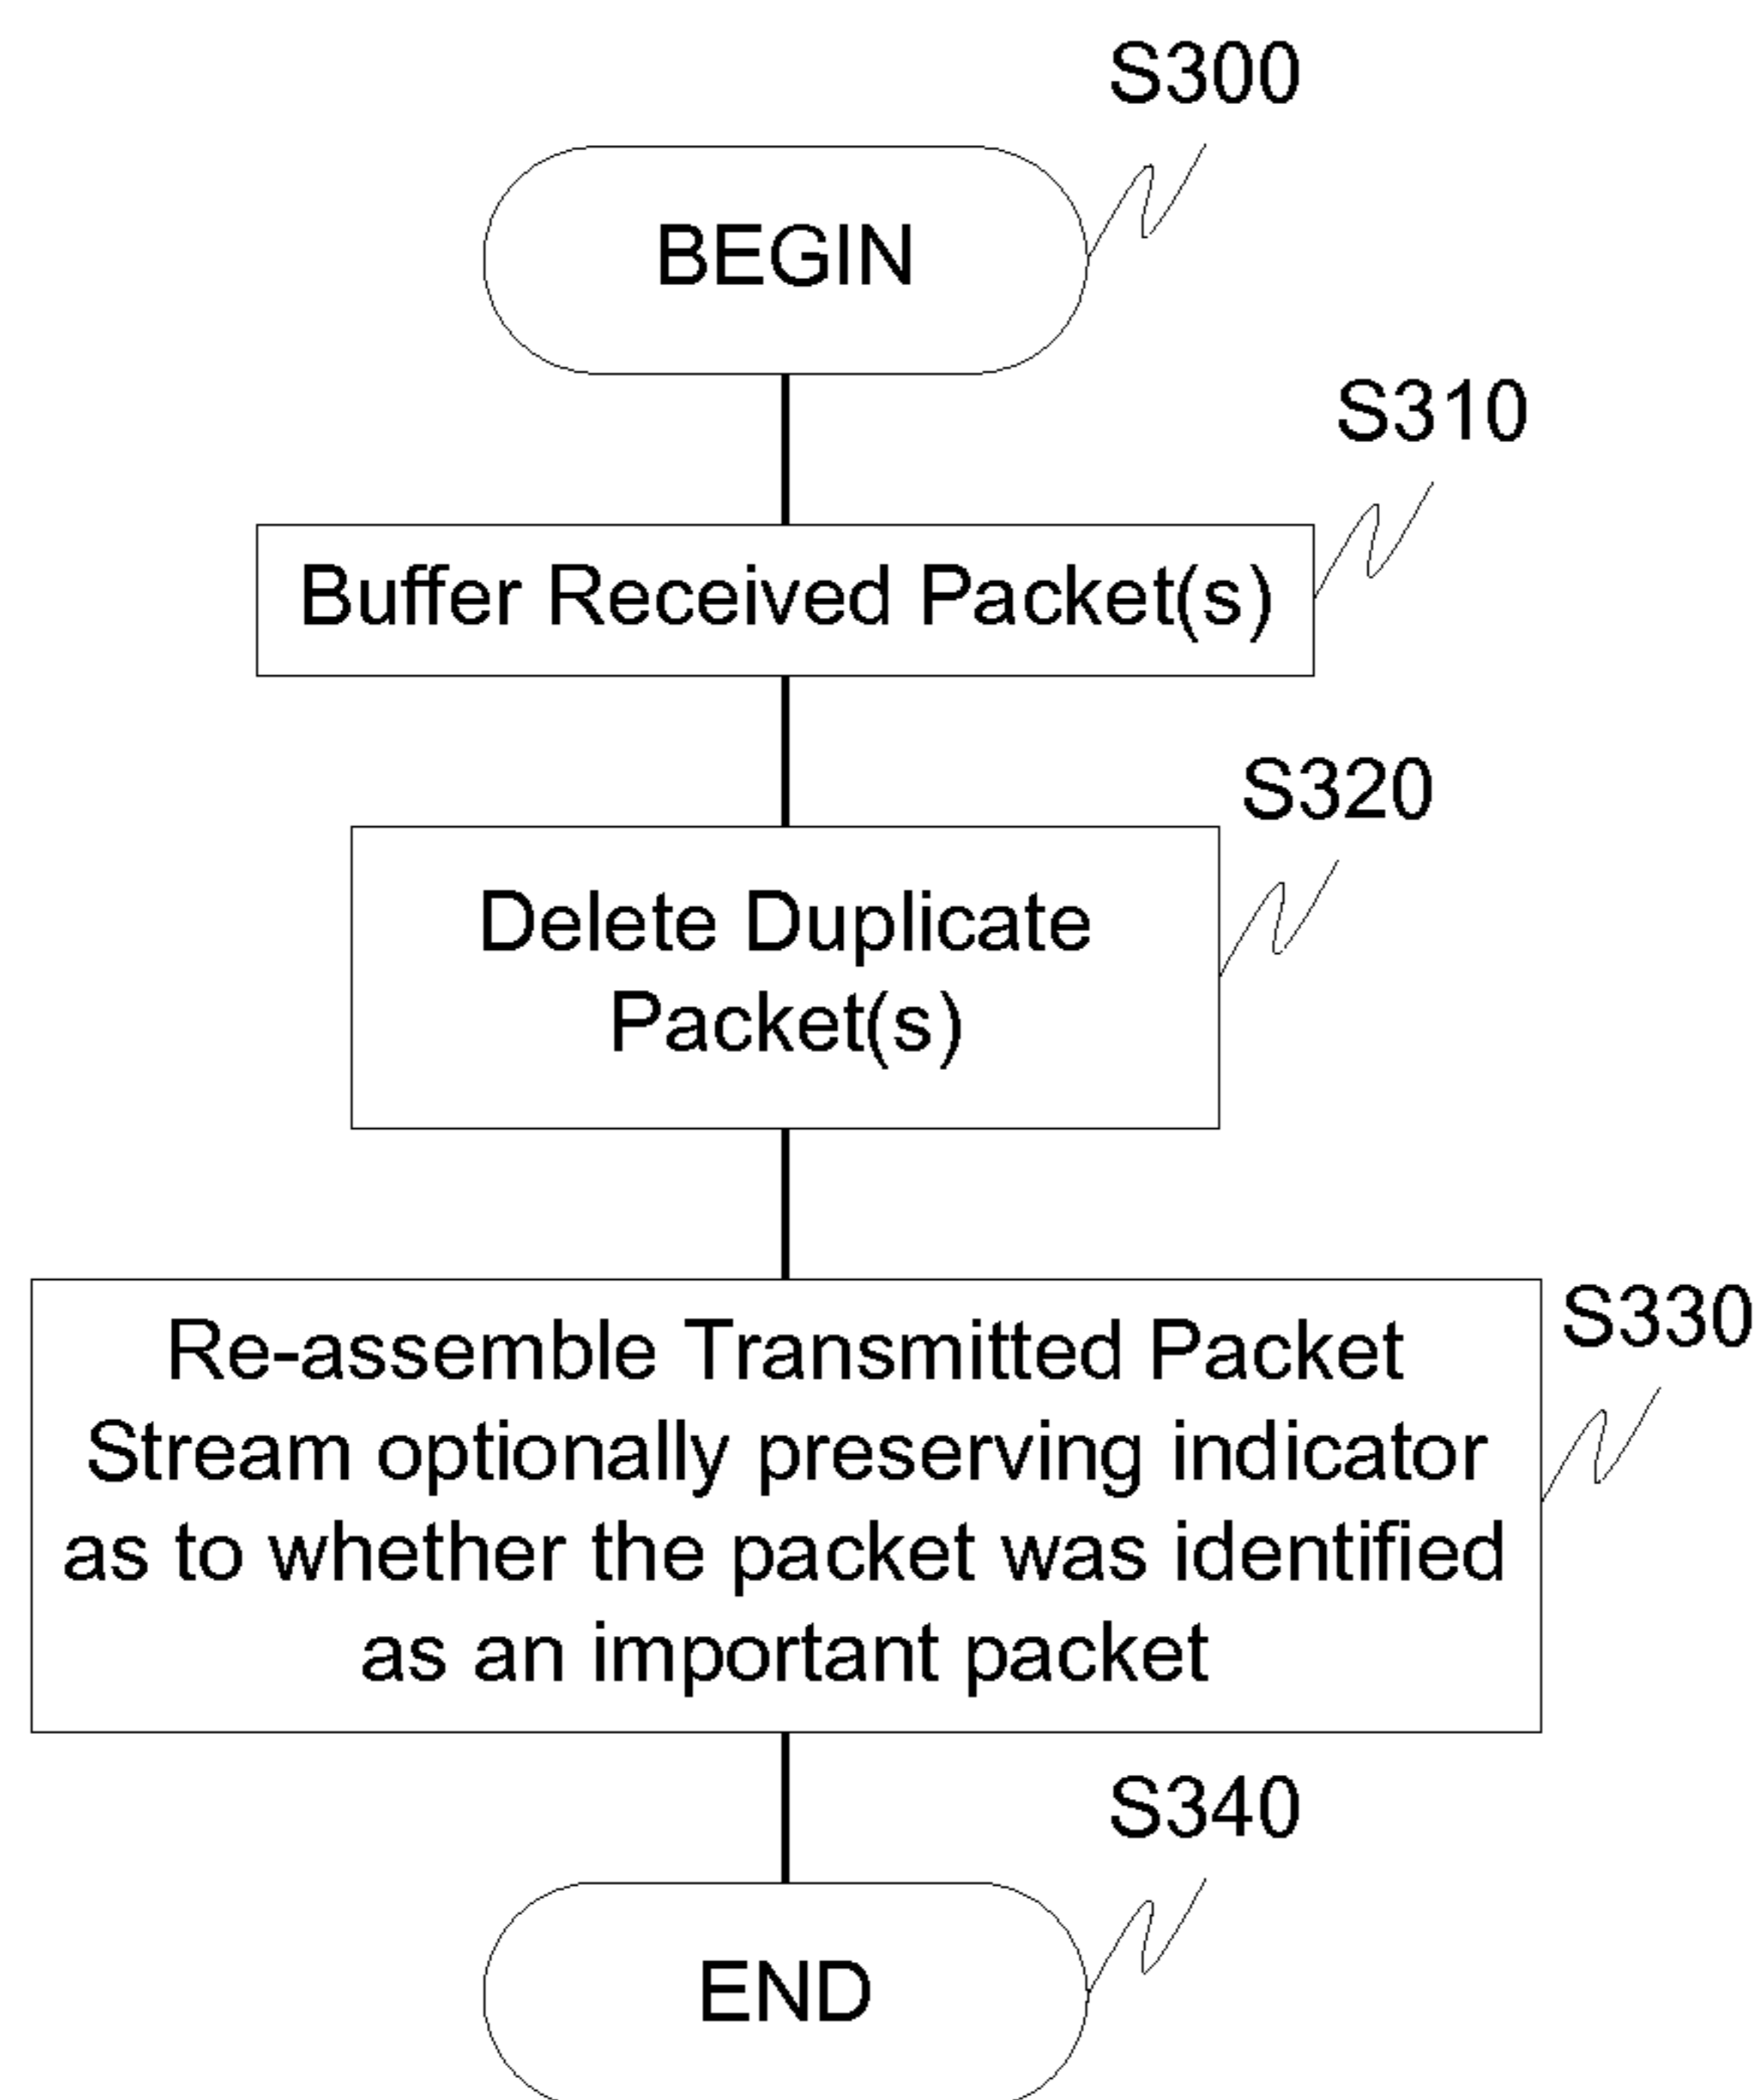 S300
BEGIN
S310
Buffer Received Packet(s)
S320
Delete Duplicate
Packet(s)
S330
Re-assemble Transmitted Packet
Stream optionally preserving indicator
as to whether the packet was identified
as an important packet
S340
END